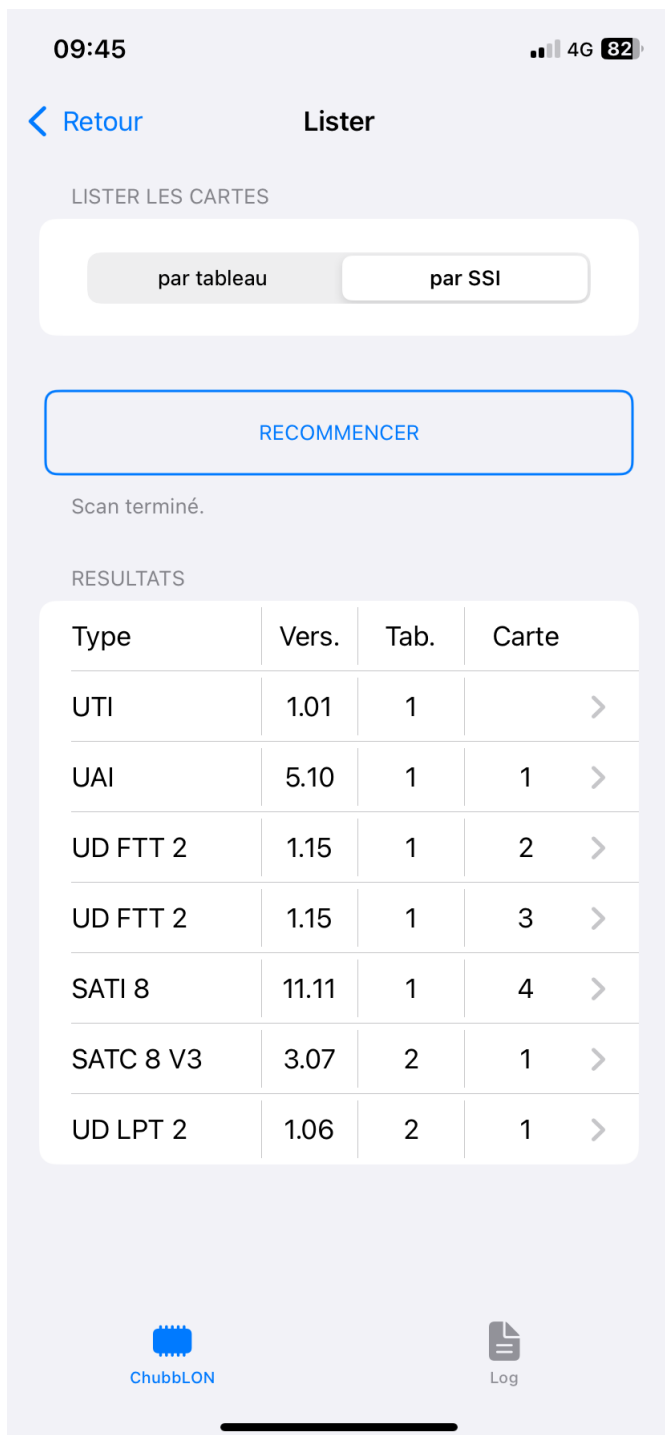 09:45 4G 82
Retour Lister
LISTER LES CARTES
par tableau par SSI
RECOMMENCER
Scan terminé.
RESULTATS
Type Vers. Tab. Carte
UTI 1.01 1
UAI 5.10 1 1
UD FTT 2 1.15 1 2
UD FTT 2 1.15 1 3
SATI 8 11.11 1 4
SATC 8 V3 3.07 2 1
UD LPT 2 1.06 2 1
ChubbLON Log